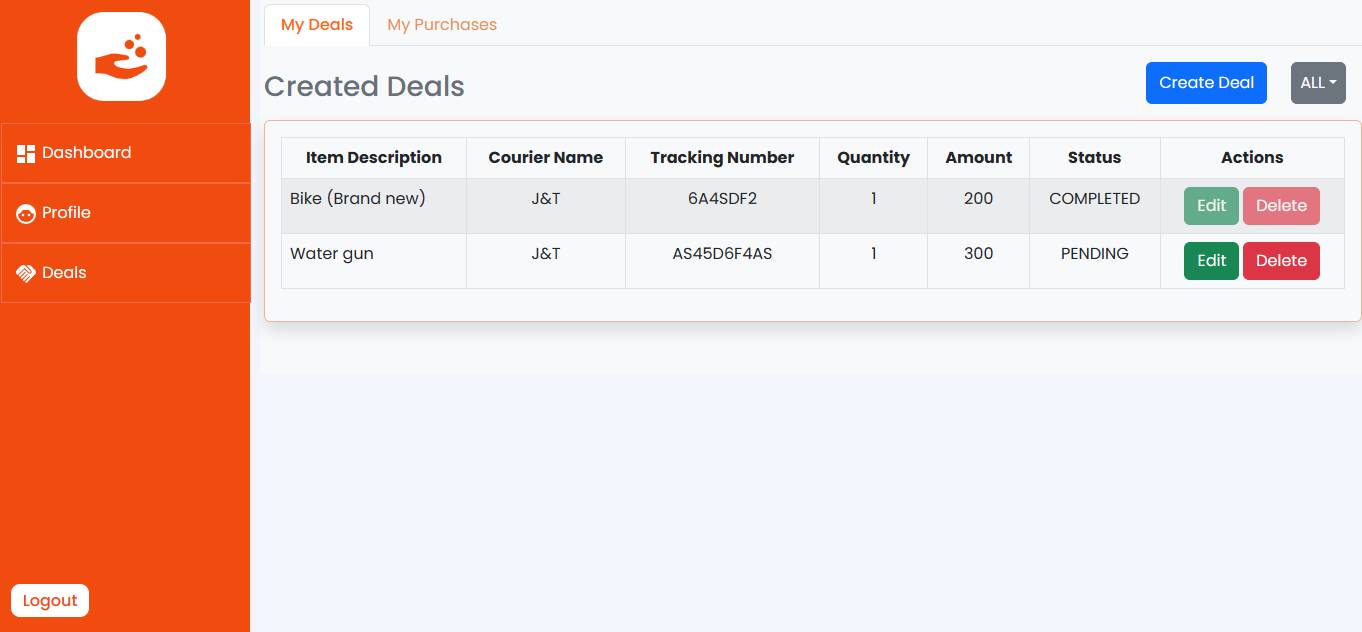 My Deals My Purchases
Created Deals Create Deal ALL
Dashboard
Profile
Deals
Item Description Courier Name Tracking Number Quantity Amount Status Actions
Bike (Brand new) J&T 6A4SDF2 1 200 COMPLETED Edit Delete
Water gun J&T AS45D6F4AS 1 300 PENDING Edit Delete
Logout